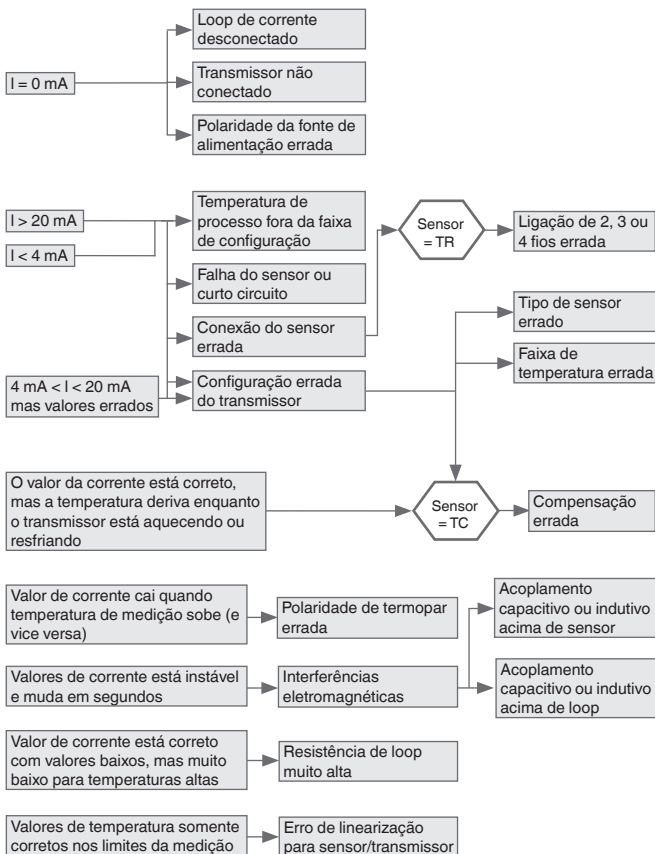 Loop de corrente
desconectado
I = 0 mA
Transmissor não
conectado
Polaridade da fonte de
alimentação errada
I > 20 mA
I < 4 mA
Temperatura de
processo fora da faixa
de configuração
Sensor
= TR
Ligação de 2, 3 ou
4 fios errada
Falha do sensor ou
curto circuito
Conexão do sensor
errada
Tipo de sensor
errado
Faixa de
temperatura errada
4 mA < I < 20 mA
mas valores errados
Configuração errada
do transmissor
O valor da corrente está correto,
mas a temperatura deriva enquanto
o transmissor está aquecendo ou
resfriando
Sensor
= TC
Compensação
errada
Valor de corrente cai quando
temperatura de medição sobe (e
vice versa)
Polaridade de termopar
errada
Acoplamento
capacitivo ou indutivo
acima de sensor
Valores de corrente está instável
e muda em segundos
Interferências
eletromagnéticas
Acoplamento
capacitivo ou indutivo
acima de loop
Valor de corrente está correto
com valores baixos, mas muito
baixo para temperaturas altas
Resistência de loop
muito alta
Valores de temperatura somente
corretos nos limites da medição
Erro de linearização
para sensor/transmissor